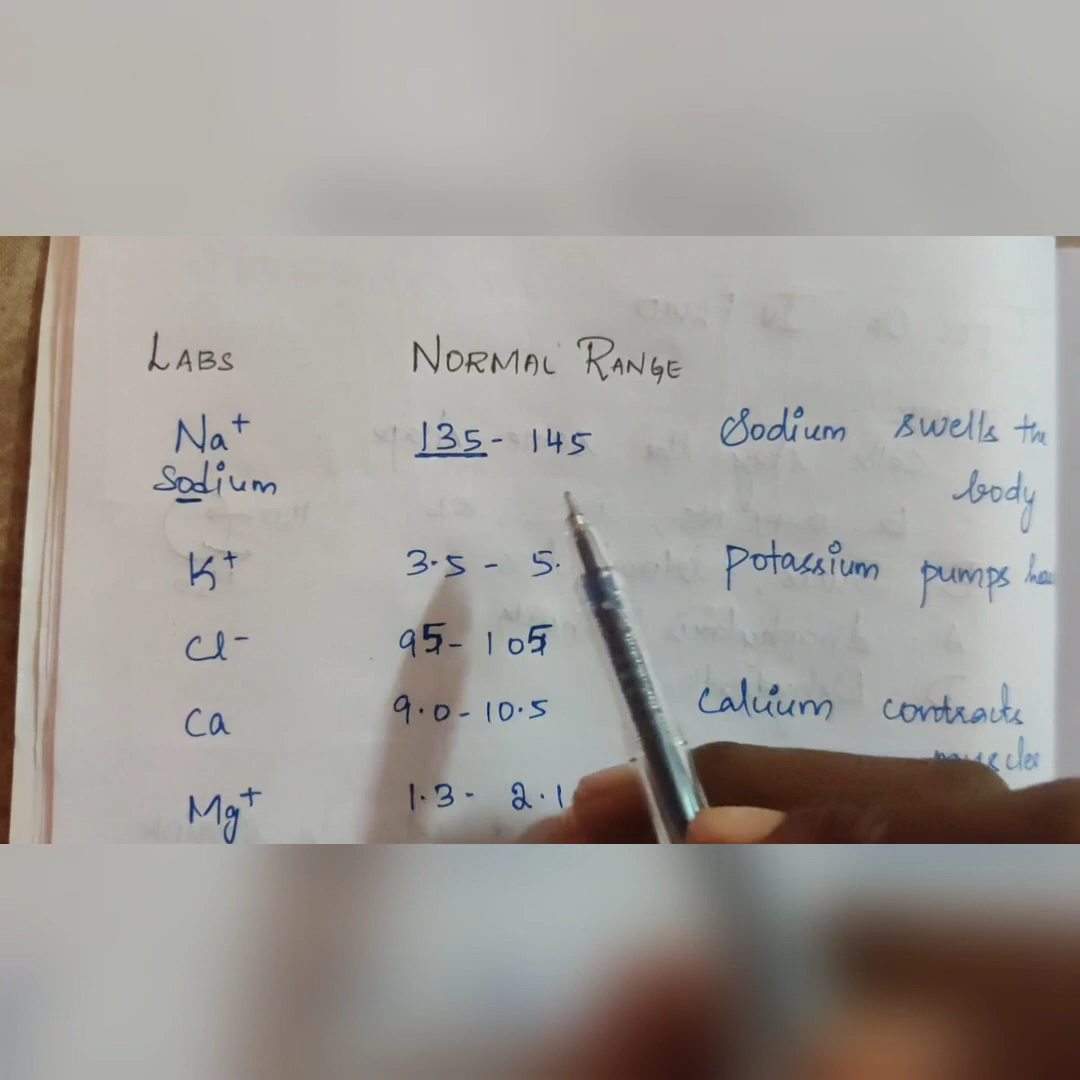 LABS NORMAL RANGE
Na+ 135 - 145 Sodium swells the
Sodium body
K+ 3.5 - 5. Potassium pumps
Cl- 95 - 105
Ca 9.0 - 10.5 Calcium contracts
muscles
Mg+ 1.3 - 2.1